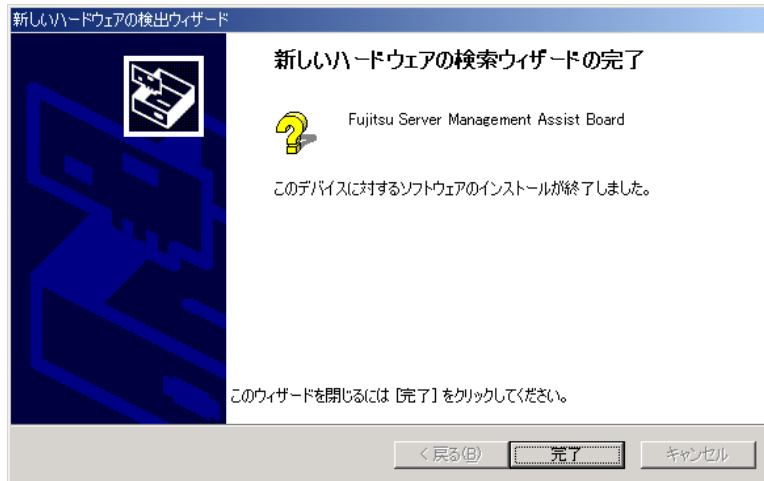 新しいハードウェアの検出ウィザード
新しいハードウェアの検索ウィザードの完了
Fujitsu Server Management Assist Board
このデバイスに対するソフトウェアのインストールが終了しました。
このウィザードを閉じるには [完了] をクリックしてください。
< 戻る(B)
完了
キャンセル